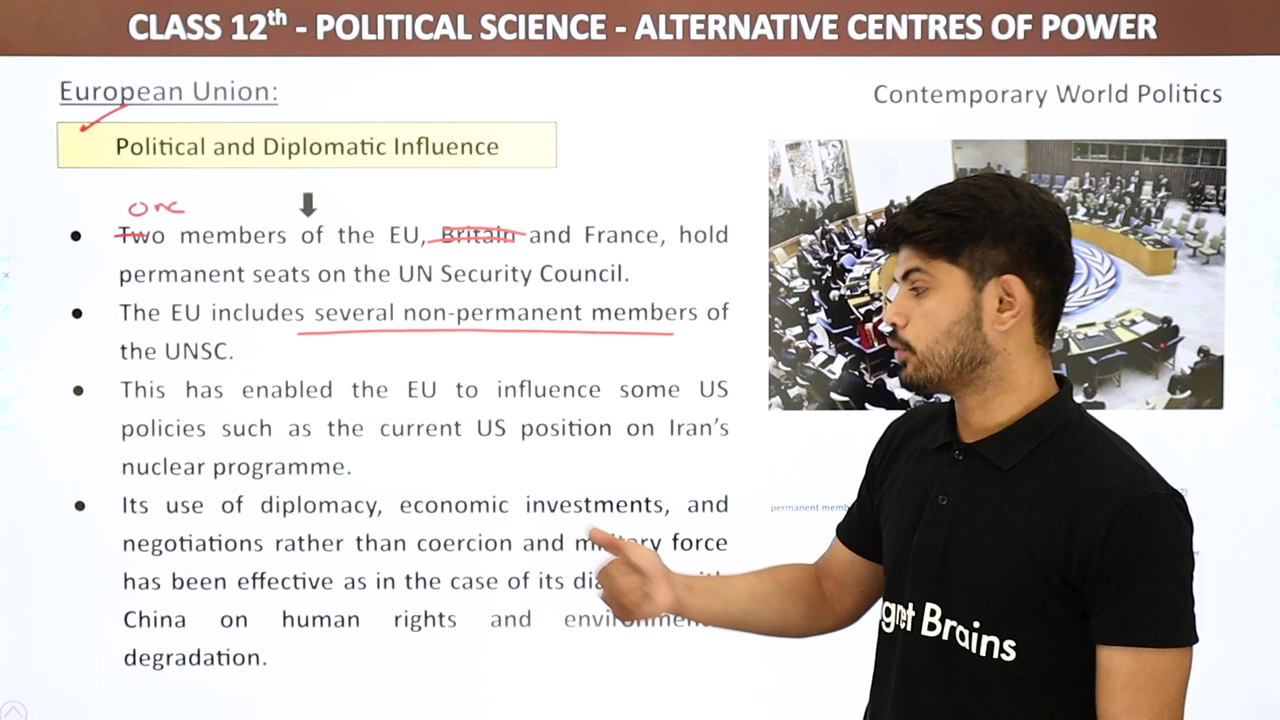 CLASS 12th - POLITICAL SCIENCE - ALTERNATIVE CENTRES OF POWER
European Union:
Contemporary World Politics
Political and Diplomatic Influence
one
Two members of the EU, Britain and France, hold
permanent seats on the UN Security Council.
The EU includes several non-permanent members of
the UNSC.
This has enabled the EU to influence some US
policies such as the current US position on Iran's
nuclear programme.
Its use of diplomacy, economic investments, and
permanent
negotiations rather than coercion and military force
has been effective as in the case of its
China on human rights and
degradation.
Brains